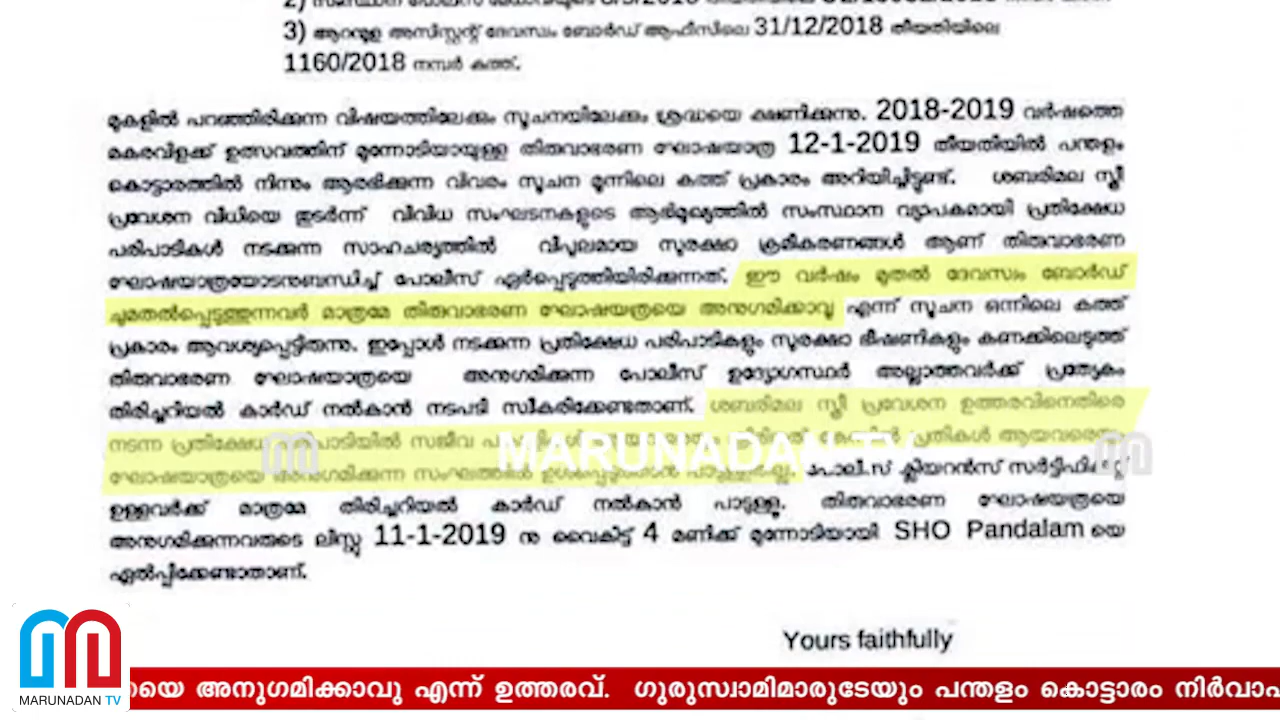 3) ആറന്മുള അസിസ്റ്റന്റ് ദേവസ്വം ബോർഡ് ആഫീസിലെ 31/12/2018 തീയതിയിലെ
1160/2018 നമ്പർ കത്ത്.
മുകളിൽ പറഞ്ഞിരിക്കുന്ന വിഷയത്തിലേക്കും സൂചനയിലേക്കും ശ്രദ്ധയെ ക്ഷണിക്കുന്നു. 2018-2019 വർഷത്തെ
മകരവിളക്ക് ഉത്സവത്തിന് മുന്നോടിയായുള്ള തിരുവാഭരണ ഘോഷയാത്ര 12-1-2019 തീയതിയിൽ പന്തളം
കൊട്ടാരത്തിൽ നിന്നും ആരഭിക്കുന്ന വിവരം സൂചന മൂന്നിലെ കത്ത് പ്രകാരം അറിയിച്ചിട്ടുണ്ട്. ശബരിമല സ്ത്രീ
പ്രവേശന വിധിയെ തുടർന്ന് വിവിധ സംഘടനകളുടെ ആഭിമുഖ്യത്തിൽ സംസ്ഥാന വ്യാപകമായി പ്രതിക്ഷേധ
പരിപാടികൾ നടക്കുന്ന സാഹചര്യത്തിൽ വിപുലമായ സുരക്ഷാ ക്രമീകരണങ്ങൾ ആണ് തിരുവാഭരണ
ഘോഷയാത്രയോടനുബന്ധിച്ച് പോലീസ് ഏർപ്പെടുത്തിയിരിക്കുന്നത്. ഈ വർഷം മുതൽ ദേവസ്വം ബോർഡ്
ചുമതൽപ്പെടുത്തുന്നവർ മാത്രമേ തിരുവാഭരണ ഘോഷയത്രയെ അനുഗമിക്കാവൂ എന്ന് സൂചന ഒന്നിലെ കത്ത്
പ്രകാരം ആവശ്യപ്പെട്ടിരുന്നു. ഇപ്പോൾ നടക്കുന്ന പ്രതിക്ഷേധ പരിപാടികളും സുരക്ഷാ ഭീഷണികളും കണക്കിലെടുത്ത്
തിരുവാഭരണ ഘോഷയാത്രയെ അനുഗമിക്കുന്ന പോലീസ് ഉദ്യോഗസ്ഥർ അല്ലാത്തവർക്ക് പ്രത്യേകം
തിരിച്ചറിയൽ കാർഡ് നൽകാൻ നടപടി സ്വീകരിക്കേണ്ടതാണ്. ശബരിമല സ്ത്രീ പ്രവേശന ഉത്തരവിനെതിരെ
നടന്ന പ്രതിക്ഷേധ സജീവ കേസിൽ പ്രതികൾ
MARUNADAN TV
ഘോഷയാത്രയെ അനുഗമിക്കുന്ന സംഘത്തിൽ പോലീസ് ക്ലിയറൻസ്
ഉള്ളവർക്ക് മാത്രമേ തിരിച്ചറിയൽ കാർഡ് നൽകാൻ പാടുള്ളൂ. തിരുവാഭരണ ഘോഷയത്രയെ
അനുഗമിക്കുന്നവരുടെ ലിസ്റ്റ് 11-1-2019 നു വൈകിട്ട് 4 മണിക്ക് മുന്നോടിയായി SHO Pandalam യെ
ഏൽപ്പിക്കേണ്ടാതാണ്.
Yours faithfully
MARUNADAN TV
യെ അനുഗമിക്കാവൂ എന്ന് ഉത്തരവ്. ഗുരുസ്വാമിമാരുടേയും പന്തളം കൊട്ടാരം നിർവാഹ